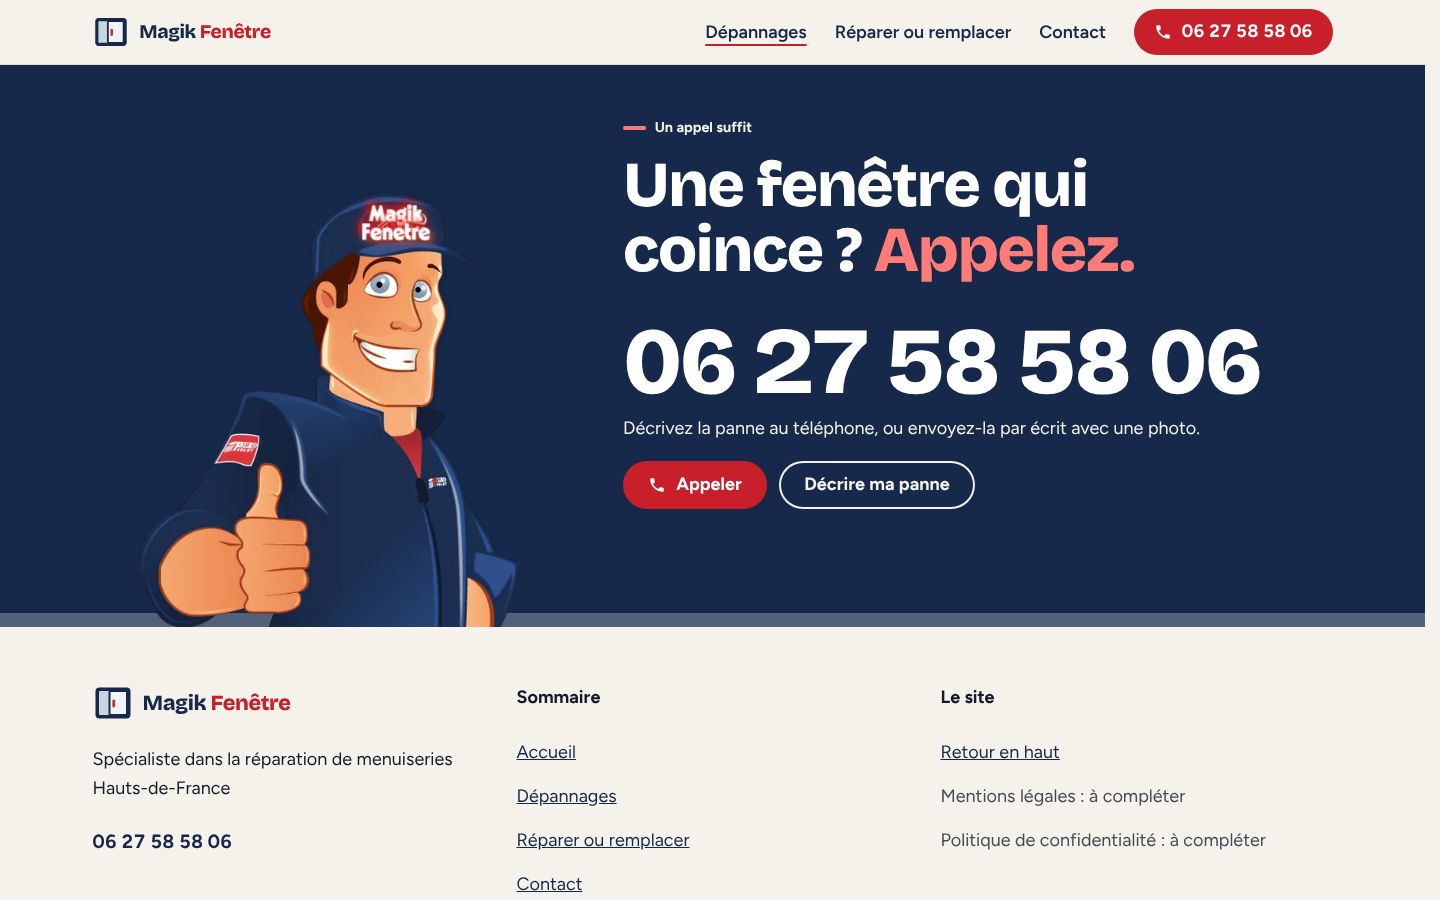 Magik Fenêtre
Dépannages
Réparer ou remplacer
Contact
06 27 58 58 06
Un appel suffit
Une fenêtre qui
coince ? Appelez.
Magik
Fenetre
06 27 58 58 06
Décrivez la panne au téléphone, ou envoyez-la par écrit avec une photo.
Appeler
Décrire ma panne
Magik Fenêtre
Spécialiste dans la réparation de menuiseries
Hauts-de-France
06 27 58 58 06
Sommaire
Accueil
Dépannages
Réparer ou remplacer
Contact
Le site
Retour en haut
Mentions légales : à compléter
Politique de confidentialité : à compléter